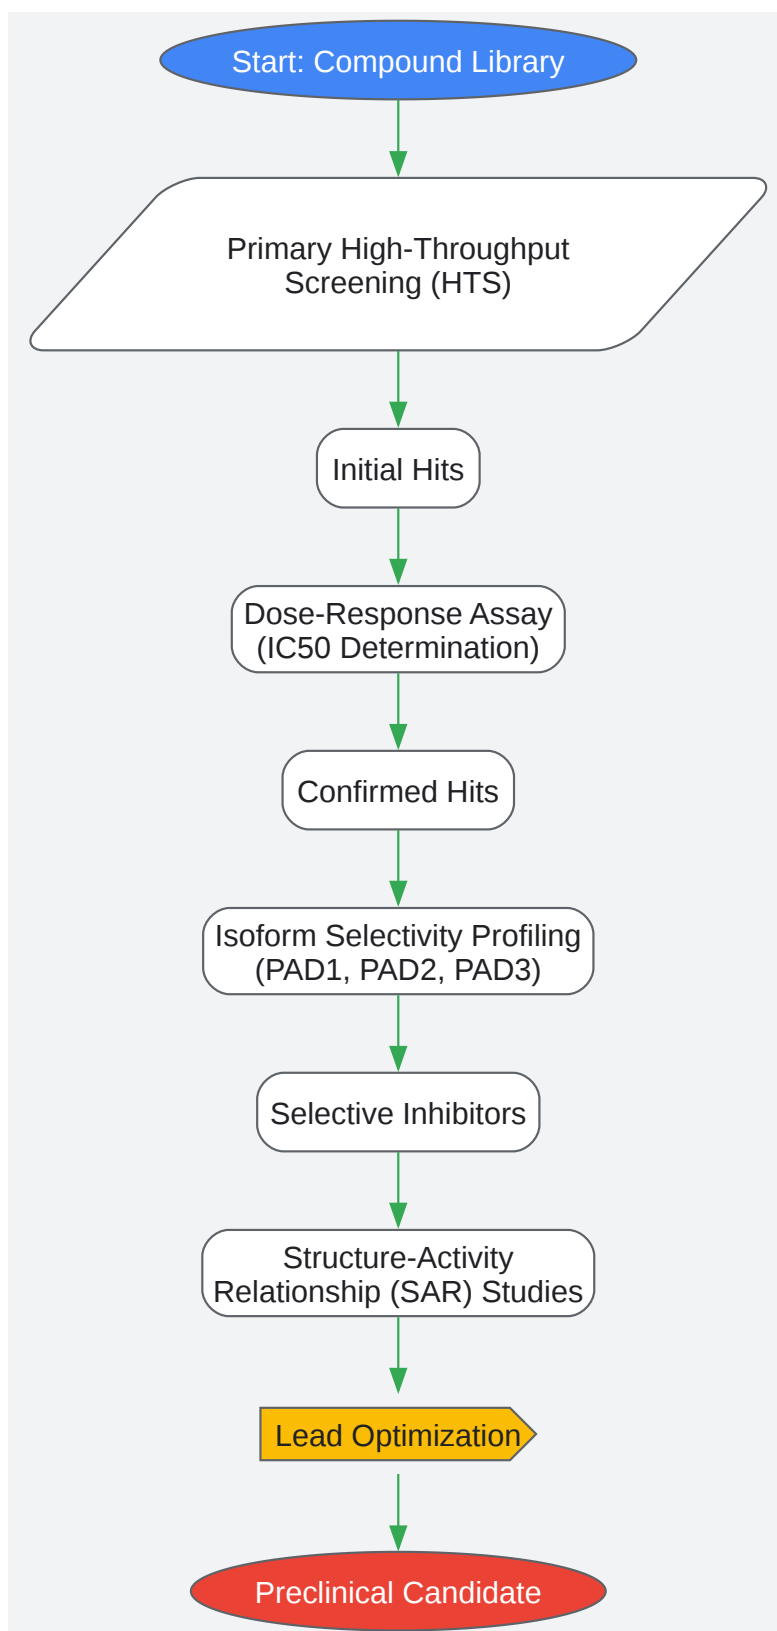 Start: Compound Library
Primary High-Throughput
Screening (HTS)
Initial Hits
Dose-Response Assay
(IC50 Determination)
Confirmed Hits
Isoform Selectivity Profiling
(PAD1, PAD2, PAD3)
Selective Inhibitors
Structure-Activity
Relationship (SAR) Studies
Lead Optimization
Preclinical Candidate